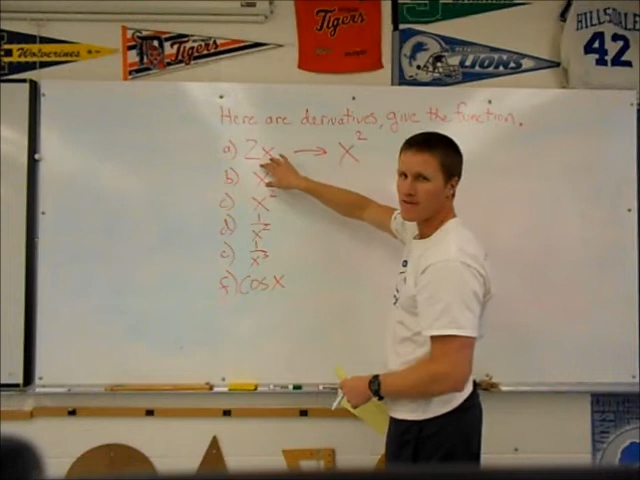 Wolverines
Tigers
Tigers
LIONS
HILLSDALE
42
Here are derivatives, give the function.
a) 2x → x²
b) x
c) x²
d) 1/x²
e) 1/x³
f) cos x